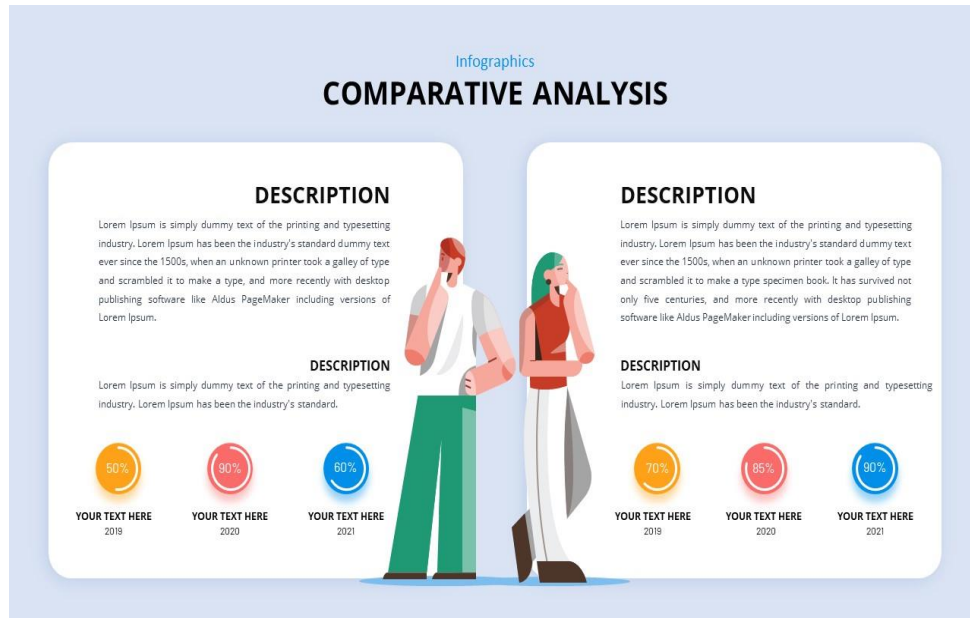 Infographics
COMPARATIVE ANALYSIS
DESCRIPTION
Lorem Ipsum is simply dummy text of the printing and typesetting
industry. Lorem Ipsum has been the industry's standard dummy text
ever since the 1500s, when an unknown printer took a galley of type
and scrambled it to make a type, and more recently with desktop
publishing software like Aldus PageMaker including versions of
Lorem Ipsum.
DESCRIPTION
Lorem Ipsum is simply dummy text of the printing and typesetting
industry. Lorem Ipsum has been the industry's standard.
50%
90%
60%
YOUR TEXT HERE
YOUR TEXT HERE
YOUR TEXT HERE
2019
2020
2021
DESCRIPTION
Lorem Ipsum is simply dummy text of the printing and typesetting
industry. Lorem Ipsum has been the industry's standard dummy text
ever since the 1500s, when an unknown printer took a galley of type
and scrambled it to make a type specimen book. It has survived not
only five centuries, and more recently with desktop publishing
software like Aldus PageMaker including versions of Lorem Ipsum.
DESCRIPTION
Lorem Ipsum is simply dummy text of the printing and typesetting
industry. Lorem Ipsum has been the industry's standard.
70%
85%
90%
YOUR TEXT HERE
YOUR TEXT HERE
YOUR TEXT HERE
2019
2020
2021